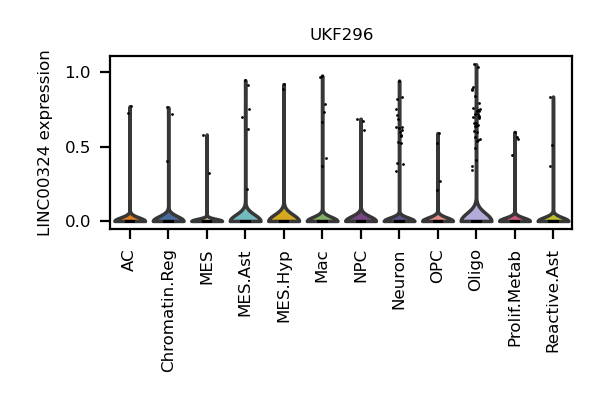 UKF296
LINC00324 expression
1.0
0.5
0.0
AC
Chromatin.Reg
MES
MES.Ast
MES.Hyp
Mac
NPC
Neuron
OPC
Oligo
Prolif.Metab
Reactive.Ast